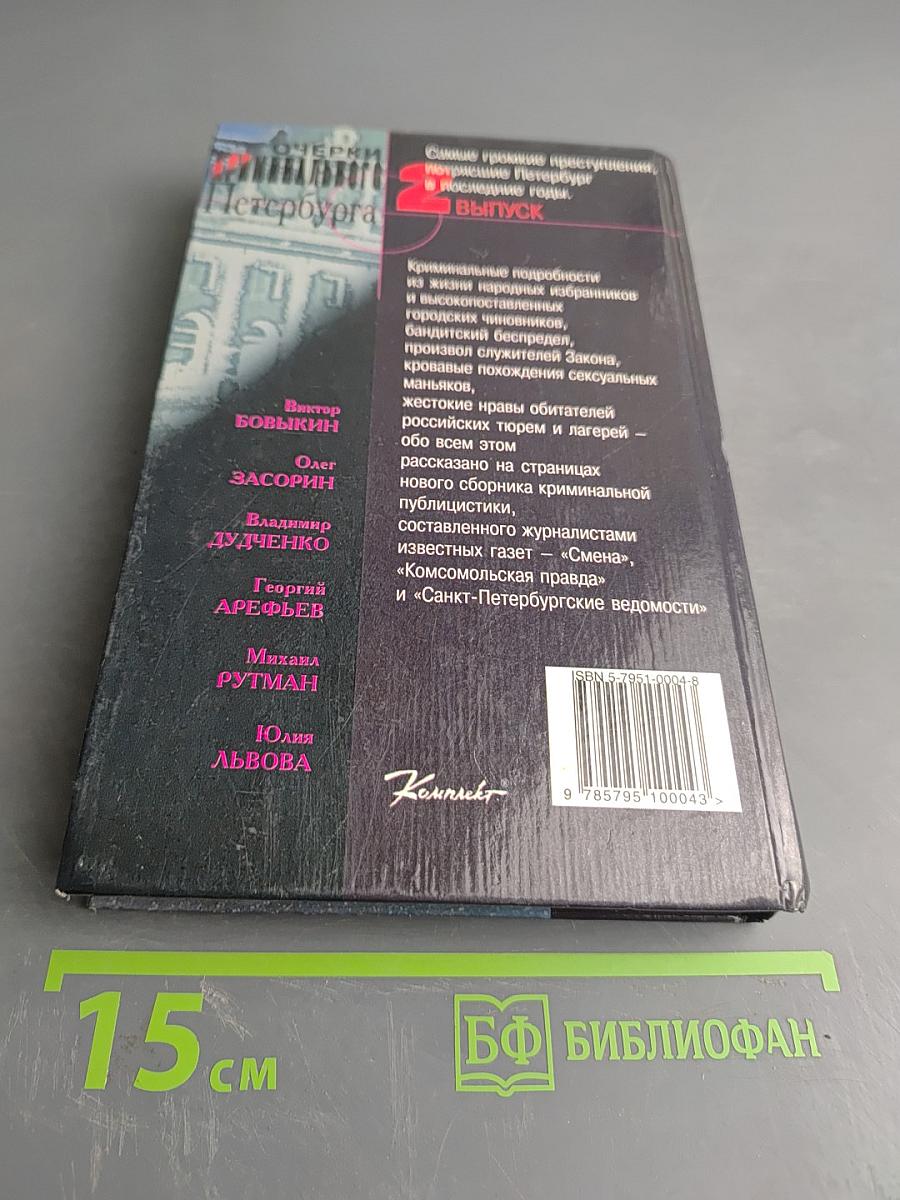 ОЧЕРКИ
КРИМИНАЛЬНОГО
Петербурга
Самые громкие преступления,
потрясшие Петербург
в последние годы.
2
ВЫПУСК
Криминальные подробности
из жизни народных избранников
и высокопоставленных
городских чиновников,
бандитский беспредел,
произвол служителей Закона,
кровавые похождения сексуальных
маньяков,
жестокие нравы обитателей
российских тюрем и лагерей –
обо всем этом
рассказано на страницах
нового сборника криминальной
публицистики,
составленного журналистами
известных газет – «Смена»,
«Комсомольская правда»
и «Санкт-Петербургские ведомости»
Виктор
БОВЫКИН
Олег
ЗАСОРИН
Владимир
ДУДЧЕНКО
Георгий
АРЕФЬЕВ
Михаил
РУТМАН
Юлия
ЛЬВОВА
Комплект®
ISBN 5-7951-0004-8
9 785795 100043 >
15 см
БФ БИБЛИОФАН